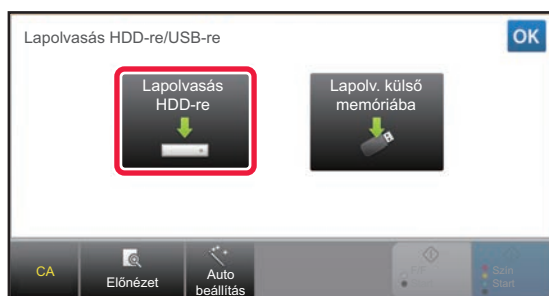 Lapolvasás HDD-re/USB-re
OK
Lapolvasás
HDD-re
Lapolv. külső
memóriába
CA
Előnézet
Auto
beállítás
Szín
Start